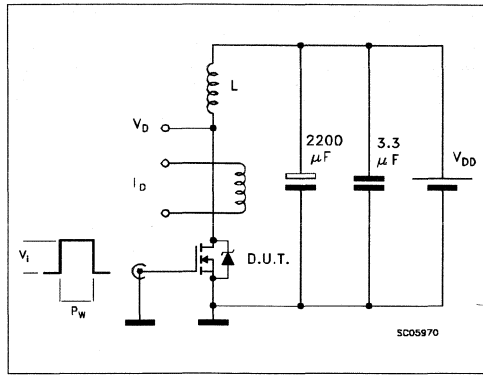 L
V_D
2200
μF
3.3
μF
V_DD
I_D
D.U.T.
V_i
P_W
SC05970